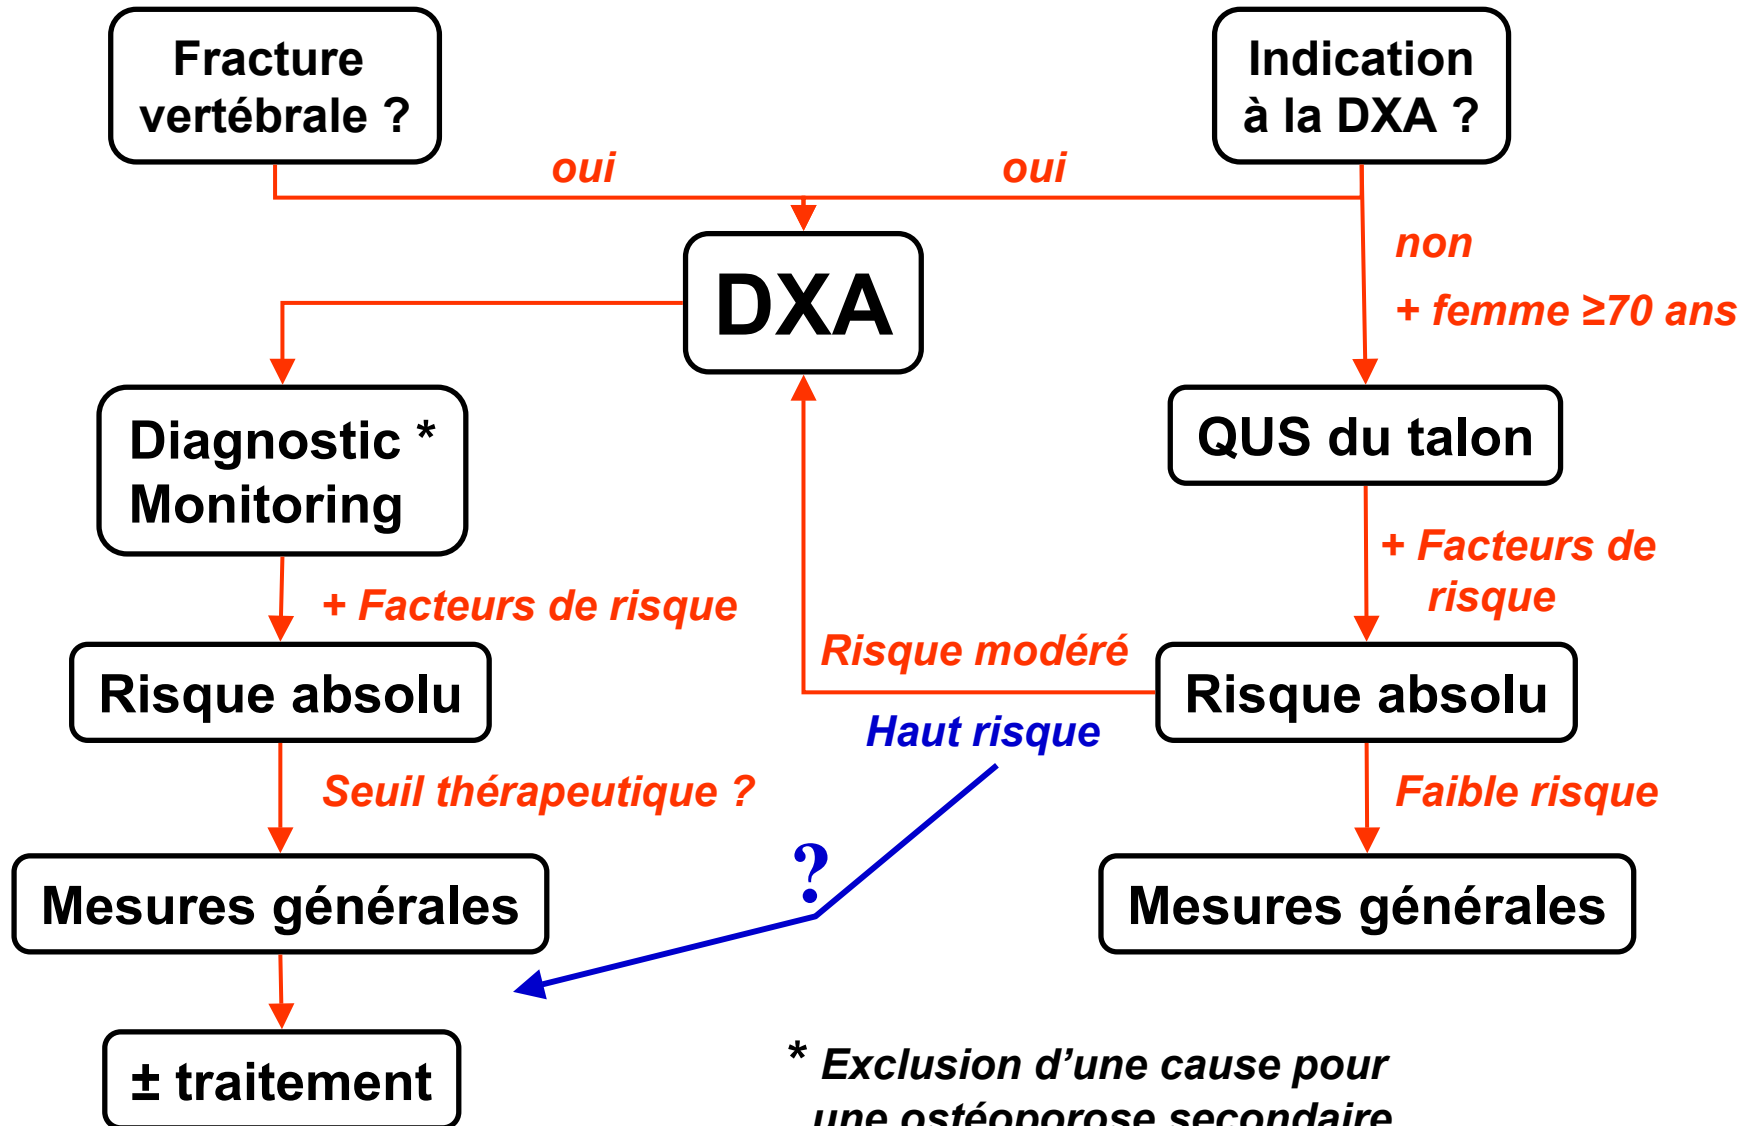 Fracture
vertébrale ?
Indication
à la DXA ?
oui
oui
DXA
non
+ femme ≥70 ans
Diagnostic *
Monitoring
QUS du talon
+ Facteurs de
risque
+ Facteurs de risque
Risque modéré
Risque absolu
Risque absolu
Haut risque
Seuil thérapeutique ?
Faible risque
?
Mesures générales
Mesures générales
± traitement
* Exclusion d’une cause pour
une ostéoporose secondaire